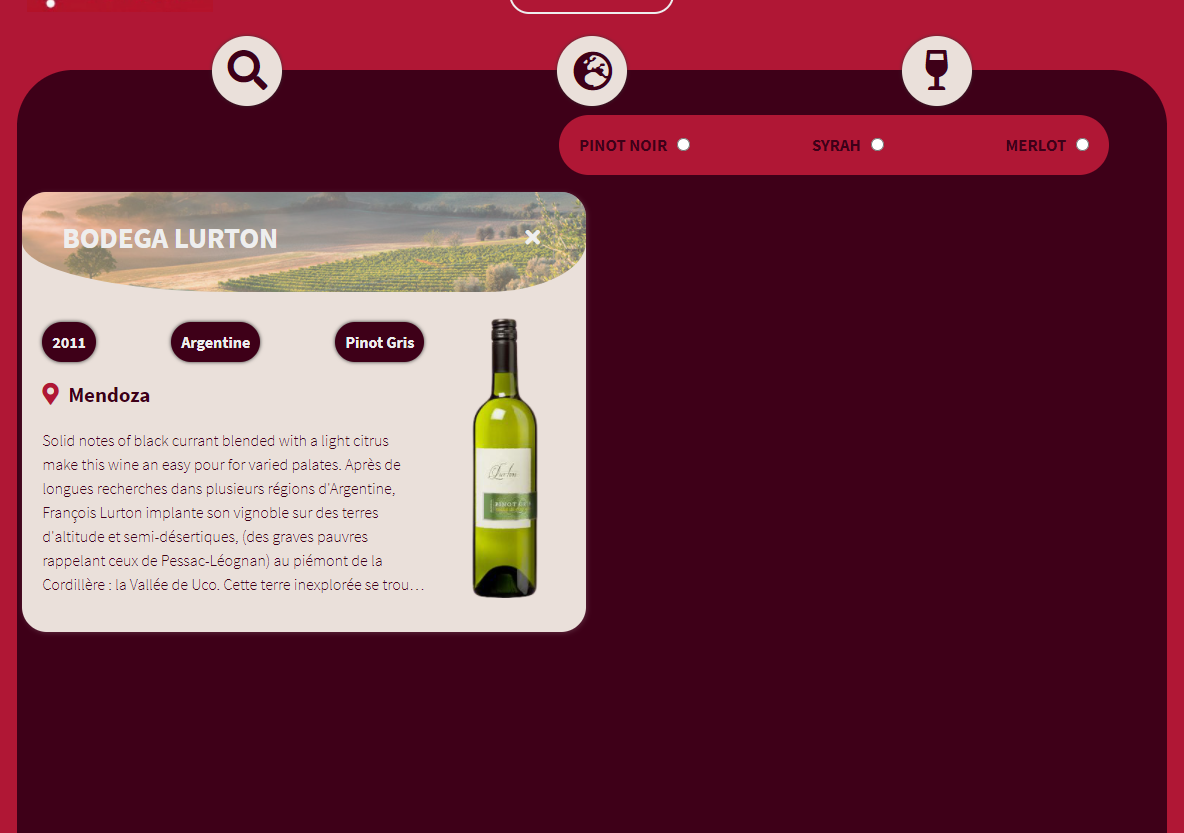 PINOT NOIR SYRAH MERLOT
BODEGA LURTON
2011 Argentine Pinot Gris
Mendoza
Solid notes of black currant blended with a light citrus
make this wine an easy pour for varied palates. Après de
longues recherches dans plusieurs régions d'Argentine,
François Lurton implante son vignoble sur des terres
d'altitude et semi-désertiques, (des graves pauvres
rappelant ceux de Pessac-Léognan) au piémont de la
Cordillère : la Vallée de Uco. Cette terre inexplorée se trou…
Lurton
PINOT